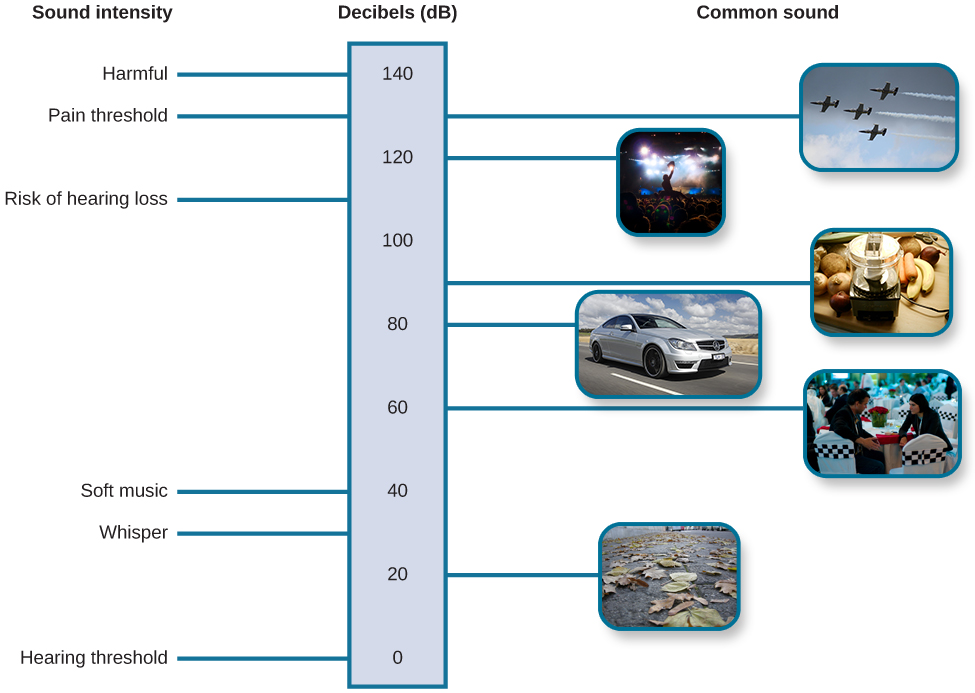 Sound intensity
Decibels (dB)
Common sound
Harmful
140
Pain threshold
120
Risk of hearing loss
100
80
60
Soft music
40
Whisper
20
Hearing threshold
0